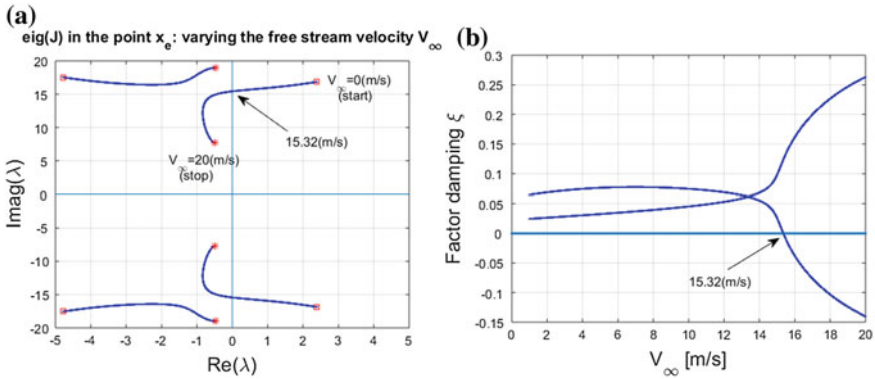 (a)
eig(J) in the point x_e: varying the free stream velocity V_∞
20
15
10
5
0
-5
-10
-15
-20
Imag(λ)
V_∞=0(m/s)
(start)
15.32(m/s)
V_∞=20(m/s)
(stop)
-5 -4 -3 -2 -1 0 1 2 3 4 5
Re(λ)
(b)
0.3
0.25
0.2
0.15
0.1
0.05
0
-0.05
-0.1
-0.15
Factor damping ξ
15.32(m/s)
0 2 4 6 8 10 12 14 16 18 20
V_∞ [m/s]